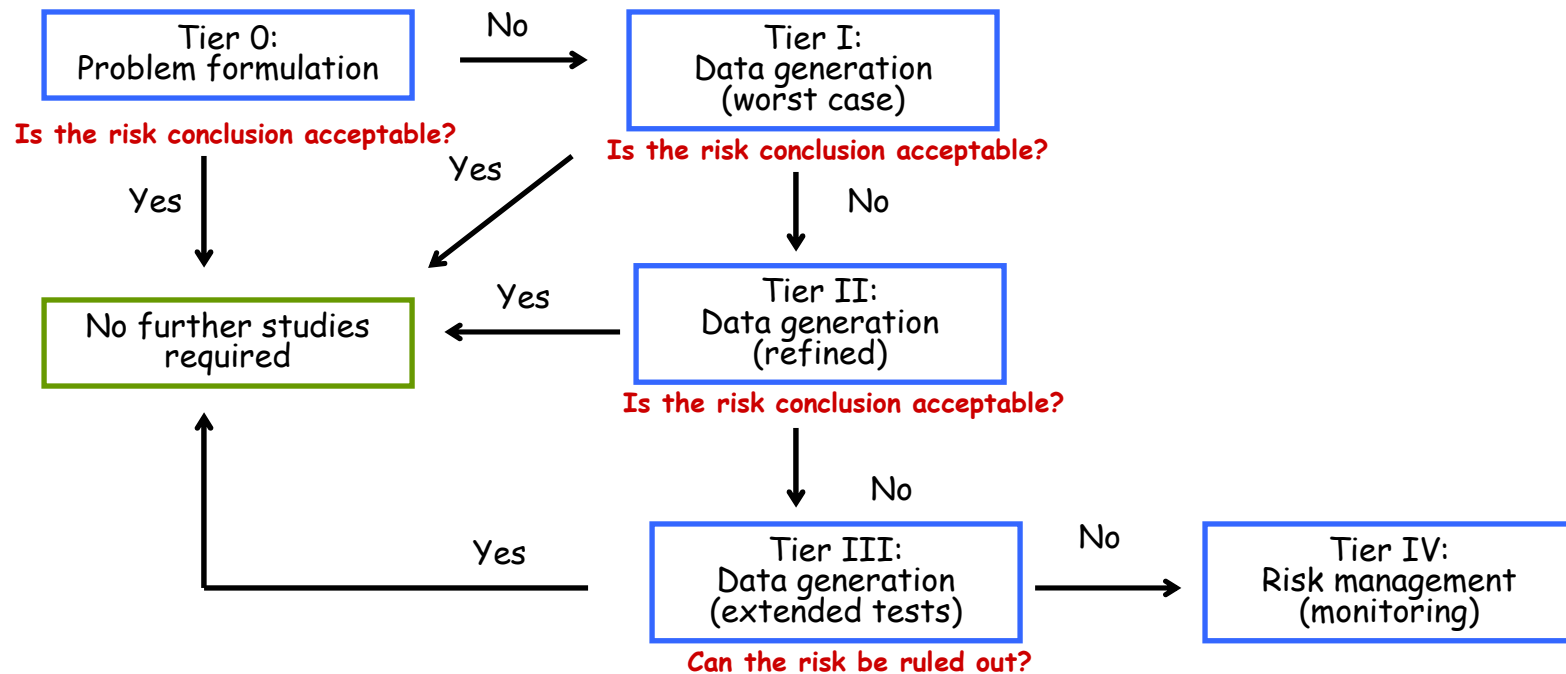 Tier 0:
Problem formulation
No
Tier I:
Data generation
(worst case)
Is the risk conclusion acceptable?
Is the risk conclusion acceptable?
Yes
Yes
No
No further studies
required
Yes
Tier II:
Data generation
(refined)
Is the risk conclusion acceptable?
No
Yes
Tier III:
Data generation
(extended tests)
No
Tier IV:
Risk management
(monitoring)
Can the risk be ruled out?